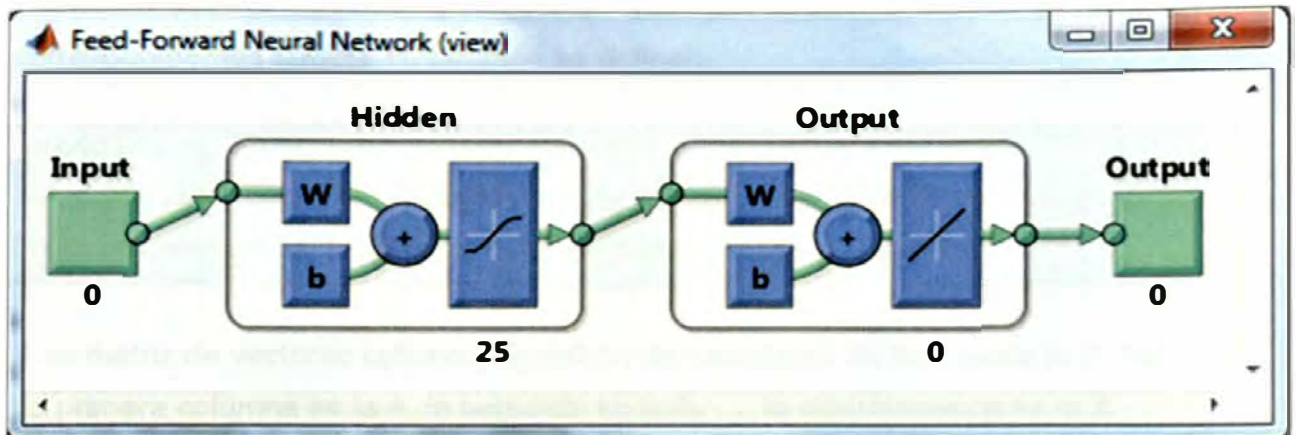 Feed-Forward Neural Network (view)
Hidden
Output
Input
Output
W
W
+
+
b
b
0
0
25
0